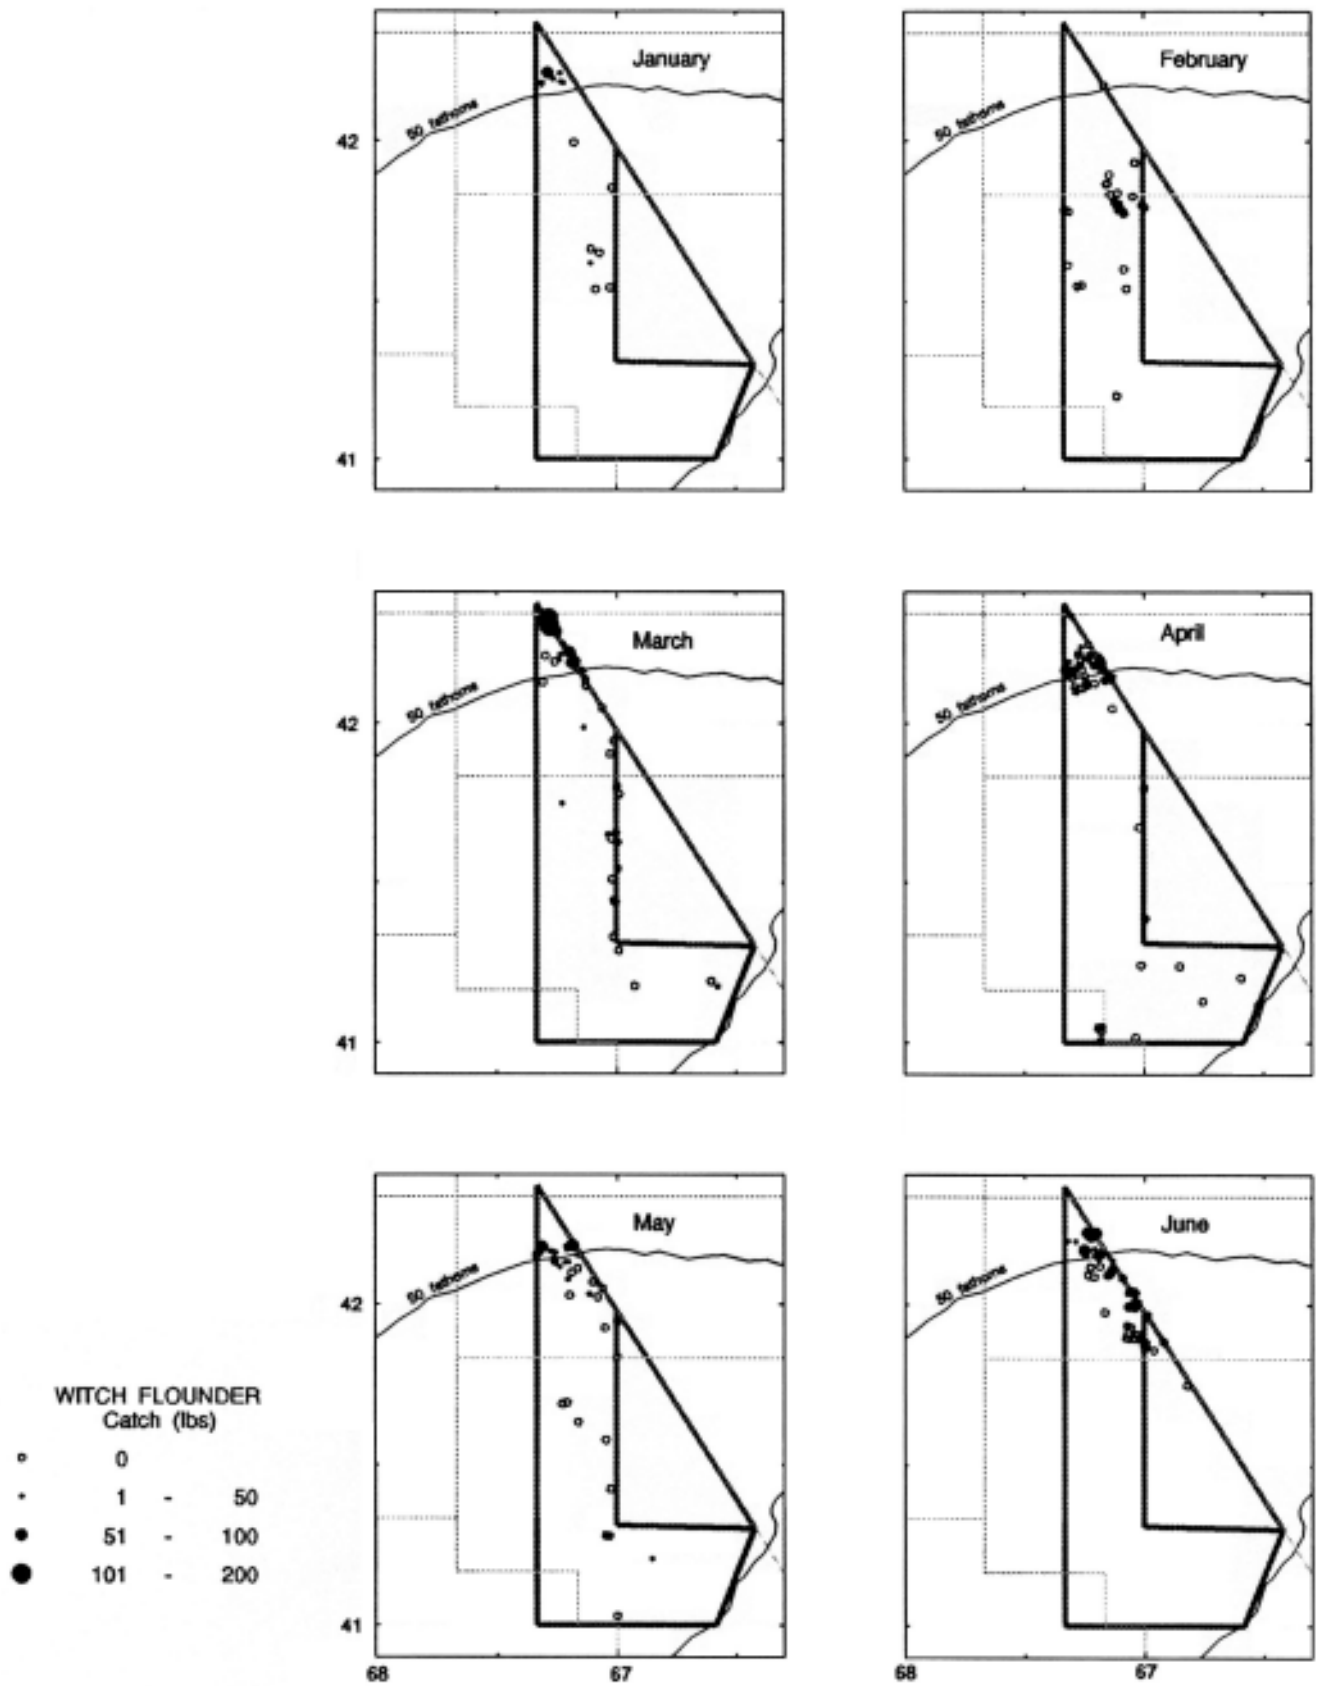 January
50 fathoms
42
41
February
50 fathoms
March
50 fathoms
42
41
April
50 fathoms
May
50 fathoms
42
41
68
67
June
50 fathoms
68
67
WITCH FLOUNDER
Catch (lbs)
0
1 - 50
51 - 100
101 - 200